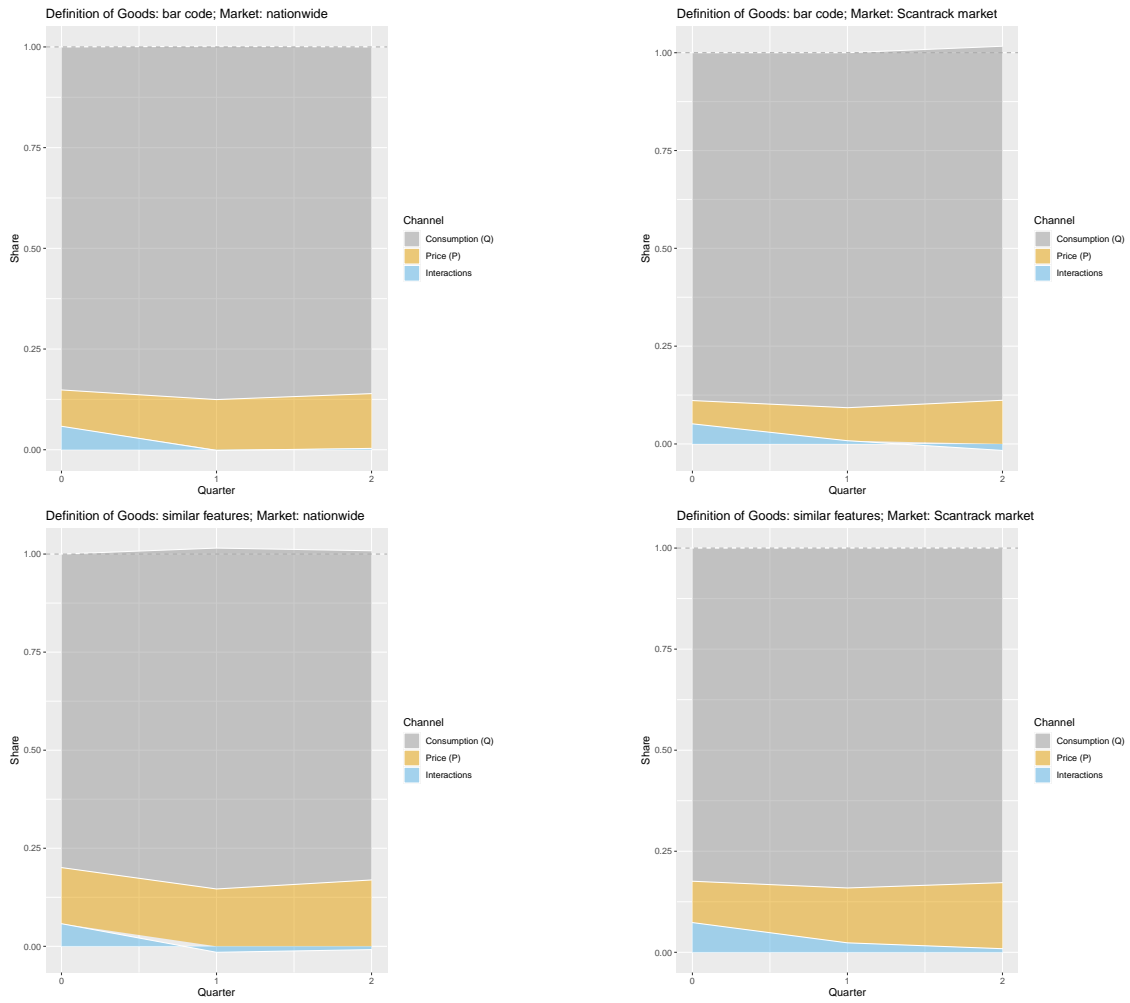 Definition of Goods: bar code; Market: nationwide
1.00
0.75
0.50
0.25
0.00
Share
0 1 2
Quarter
Channel
Consumption (Q)
Price (P)
Interactions
Definition of Goods: bar code; Market: Scantrack market
1.00
0.75
0.50
0.25
0.00
Share
0 1 2
Quarter
Channel
Consumption (Q)
Price (P)
Interactions
Definition of Goods: similar features; Market: nationwide
1.00
0.75
0.50
0.25
0.00
Share
0 1 2
Quarter
Channel
Consumption (Q)
Price (P)
Interactions
Definition of Goods: similar features; Market: Scantrack market
1.00
0.75
0.50
0.25
0.00
Share
0 1 2
Quarter
Channel
Consumption (Q)
Price (P)
Interactions